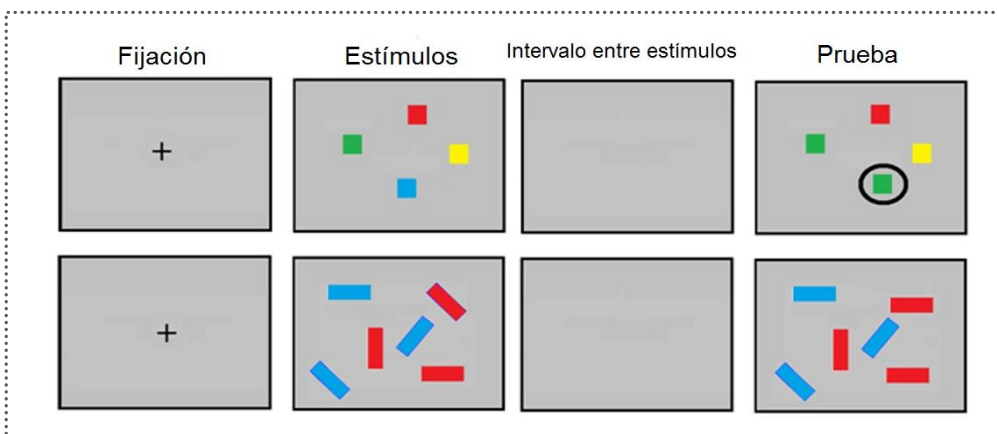 Fijación
Estímulos
Intervalo entre estímulos
Prueba